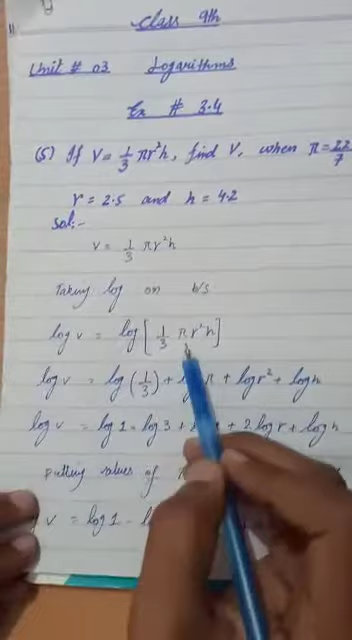 Class 9th
Unit # 03 Logarithms
Ex # 3.4
(5) If V = 1/3 πr²h, find V, when π = 22/7
r = 2.5 and h = 4.2
Sol:-
v = 1/3 πr²h
Taking log on b/s
log v = log[1/3 πr²h]
log v = log(1/3) + π + log r² + log h
log v = log 1 - log 3 + + 2 log r + log h
Putting values of
v = log 1 -